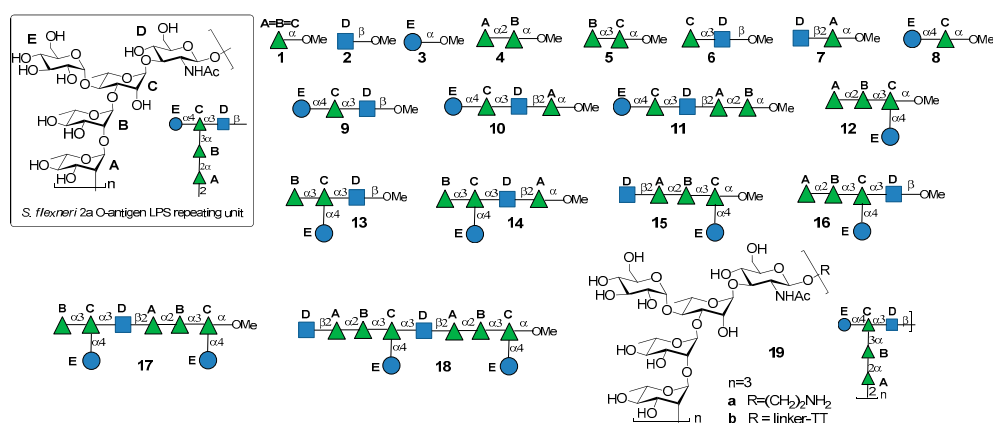 E
D
HO
OH
HO
HO
HO
HO
O
NHAc
O
OH
C
HO
HO
B
HO
HO
A
n
E α4 C α3 D β
3α
B
2α
A
2
S. flexneri 2a O-antigen LPS repeating unit
A=B=C α OMe
1
D β OMe
2
E α OMe
3
A α2 B α OMe
4
B α3 C α OMe
5
C α3 D β OMe
6
D β2 A α OMe
7
E α4 C α OMe
8
E α4 C α3 D β OMe
9
E α4 C α3 D β2 A α OMe
10
E α4 C α3 D β2 A α2 B α OMe
11
A α2 B α3 C α OMe
α4
E
12
B α3 C α3 D β OMe
α4
E
13
B α3 C α3 D β2 A α OMe
α4
E
14
D β2 A α2 B α3 C α OMe
α4
E
15
A α2 B α3 C α3 D β OMe
α4
E
16
B α3 C α3 D β2 A α2 B α3 C α OMe
α4 α4
E E
17
D β2 A α2 B α3 C α3 D β2 A α2 B α3 C α OMe
α4 α4
E E
18
OH
HO
HO
HO
HO
OH
HO
O
NHAc
O
R
OH
HO
HO
HO
HO
n
19
n=3
a R=(CH2)2NH2
b R = linker-TT
E α4 C α3 D β
3α
B
2α
A
2 n